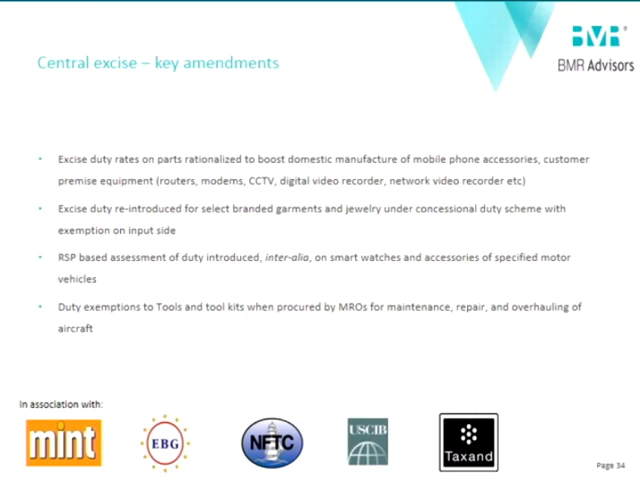 BMR®
BMR Advisors
Central excise – key amendments
• Excise duty rates on parts rationalized to boost domestic manufacture of mobile phone accessories, customer
premise equipment (routers, modems, CCTV, digital video recorder, network video recorder etc)
• Excise duty re-introduced for select branded garments and jewelry under concessional duty scheme with
exemption on input side
• RSP based assessment of duty introduced, inter-alia, on smart watches and accessories of specified motor
vehicles
• Duty exemptions to Tools and tool kits when procured by MROs for maintenance, repair, and overhauling of
aircraft
In association with:
mint
EBG
NFTC
USCIB
Taxand
Page 34